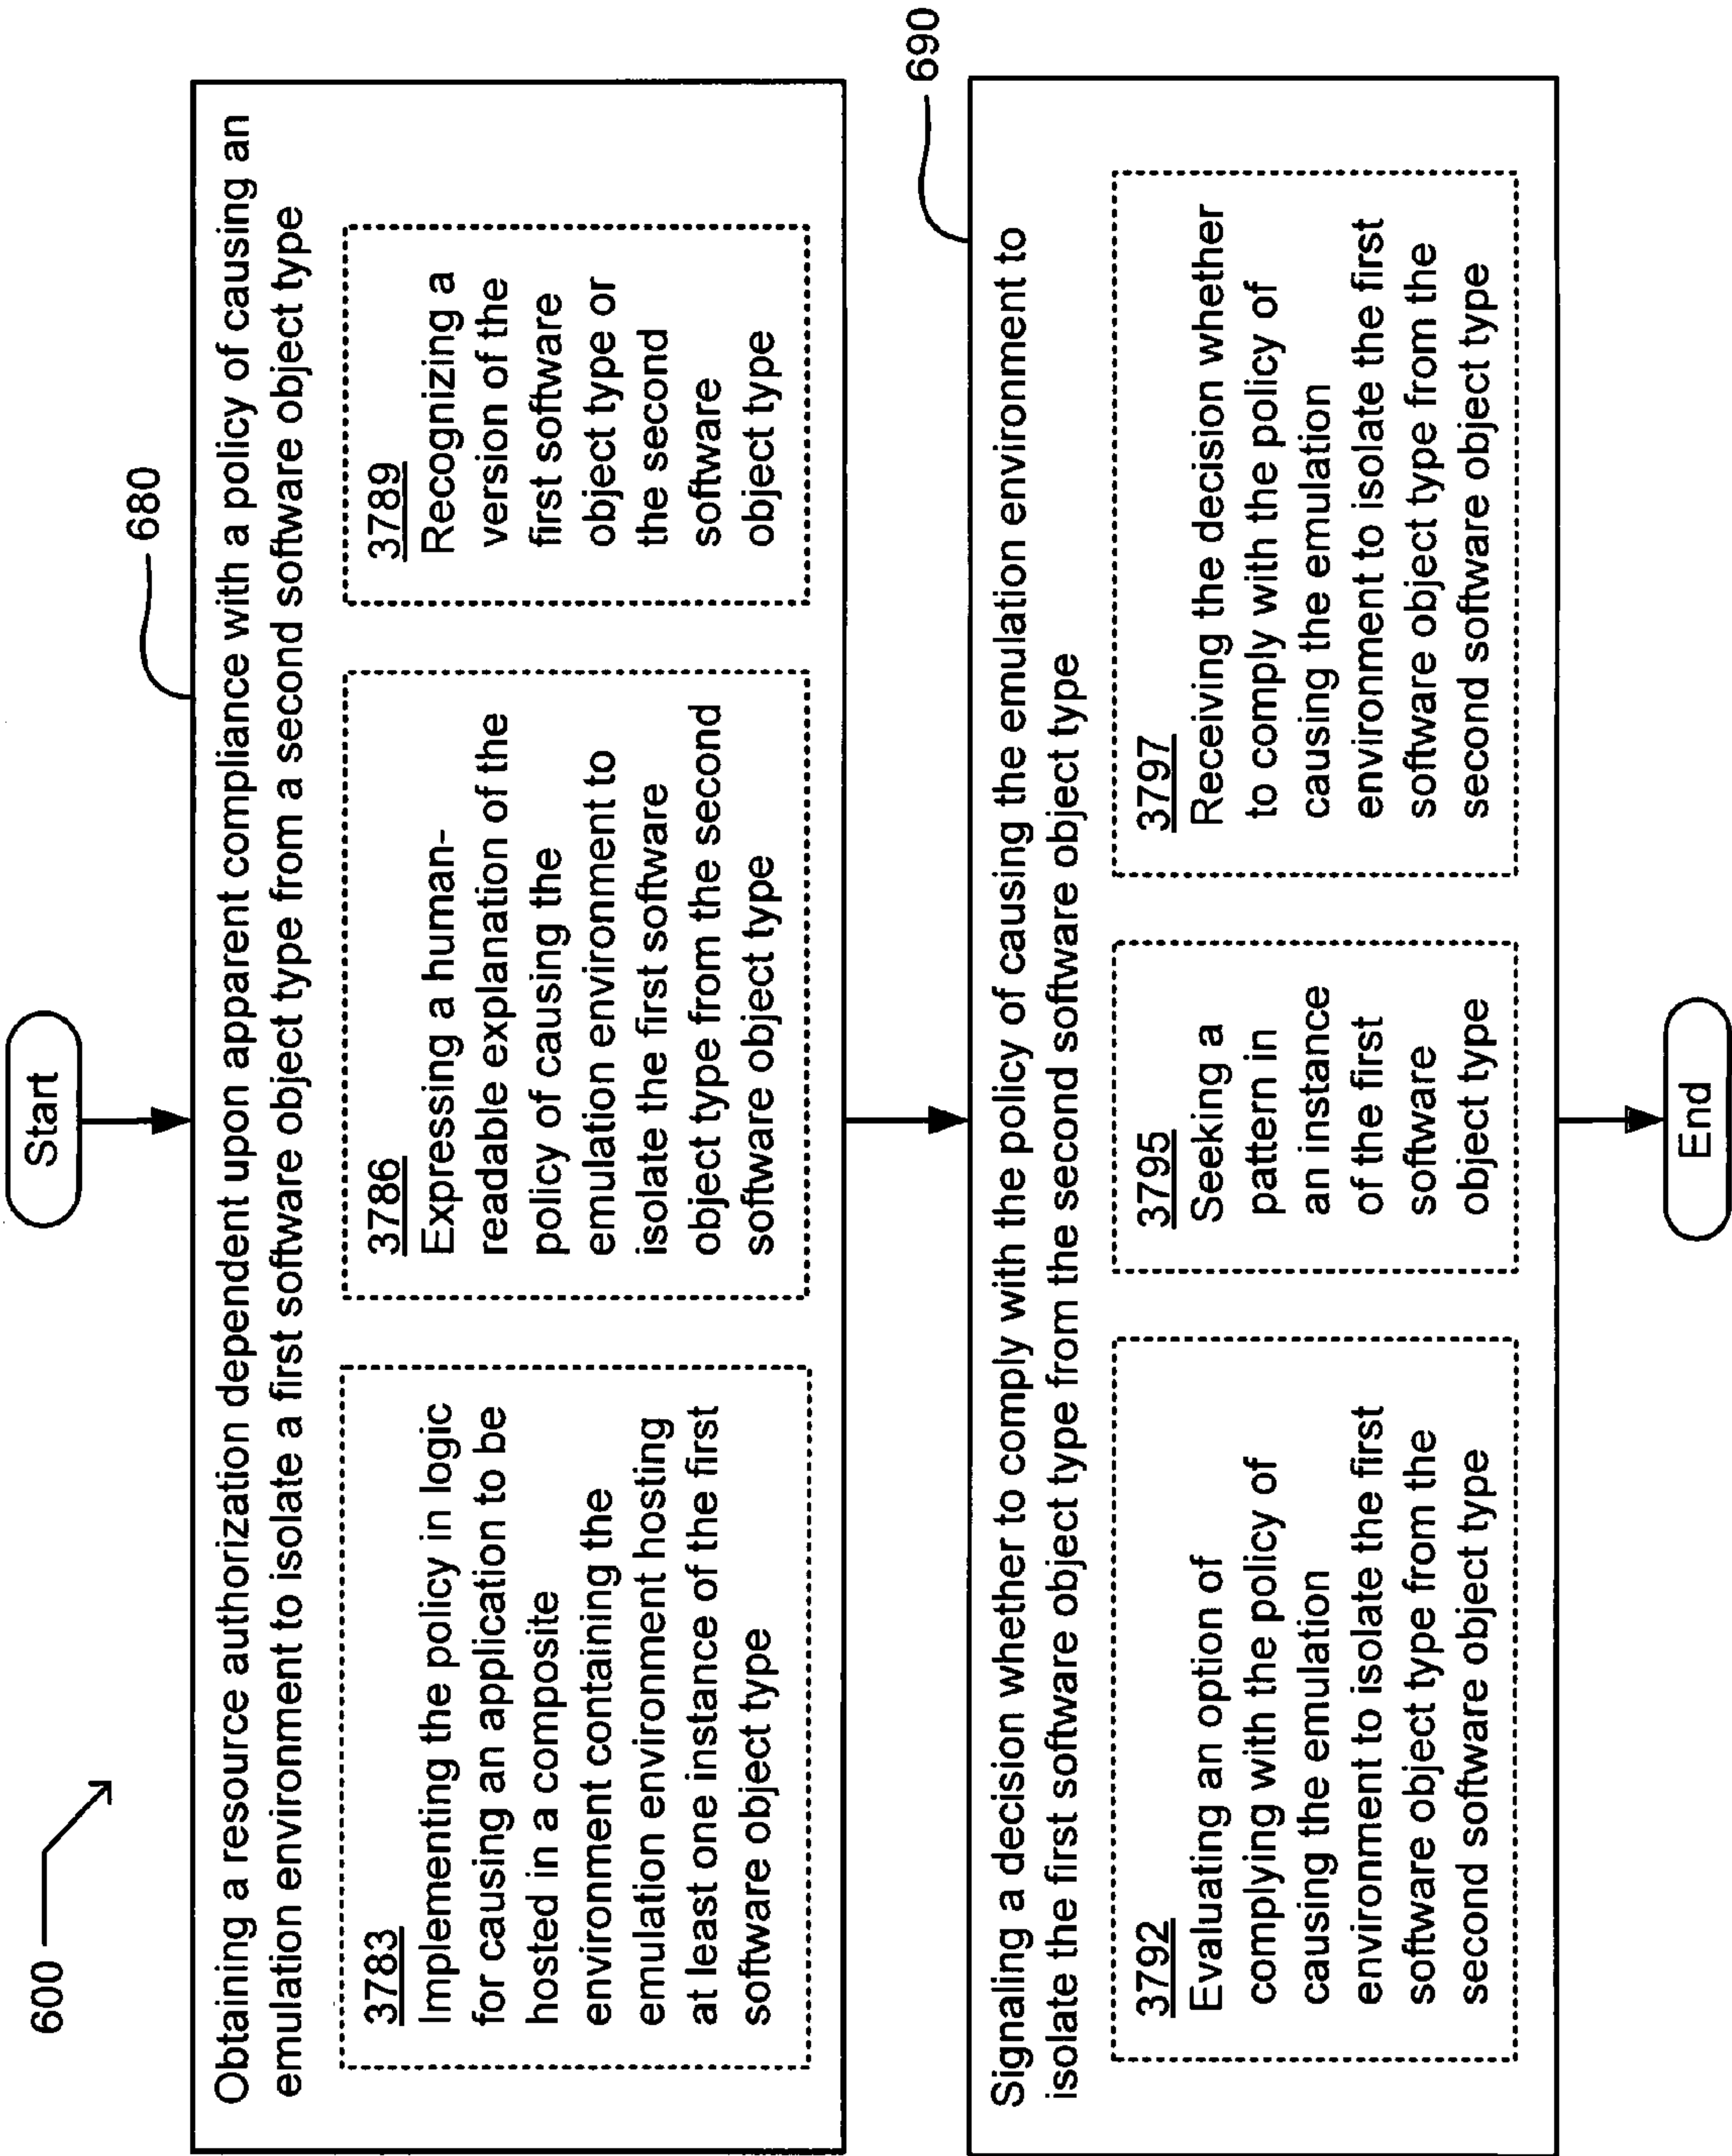 600
Start
680
Obtaining a resource authorization dependent upon apparent compliance with a policy of causing an
emulation environment to isolate a first software object type from a second software object type
3783
Implementing the policy in logic
for causing an application to be
hosted in a composite
environment containing the
emulation environment hosting
at least one instance of the first
software object type
3786
Expressing a human-
readable explanation of the
policy of causing the
emulation environment to
isolate the first software
object type from the second
software object type
3789
Recognizing a
version of the
first software
object type or
the second
software
object type
690
Signaling a decision whether to comply with the policy of causing the emulation environment to
isolate the first software object type from the second software object type
3792
Evaluating an option of
complying with the policy of
causing the emulation
environment to isolate the first
software object type from the
second software object type
3795
Seeking a
pattern in
an instance
of the first
software
object type
3797
Receiving the decision whether
to comply with the policy of
causing the emulation
environment to isolate the first
software object type from the
second software object type
End